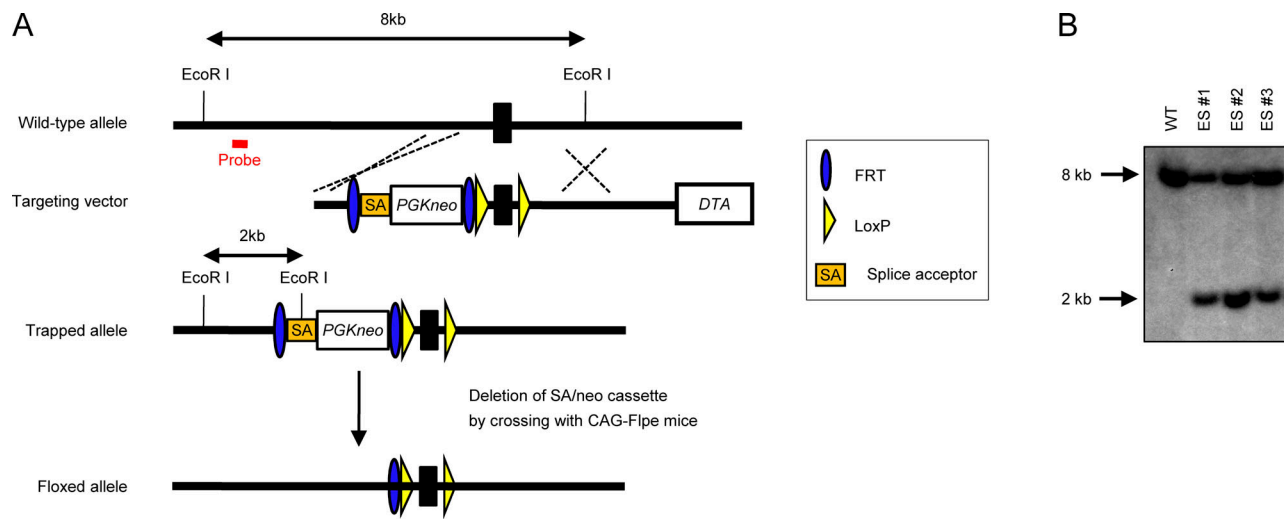 A
8kb
EcoR I
EcoR I
Wild-type allele
Probe
Targeting vector
SA
PGKneo
DTA
2kb
EcoR I
EcoR I
Trapped allele
SA
PGKneo
Deletion of SA/neo cassette
by crossing with CAG-Flpe mice
Floxed allele
FRT
LoxP
SA
Splice acceptor
B
WT
ES #1
ES #2
ES #3
8 kb
2 kb